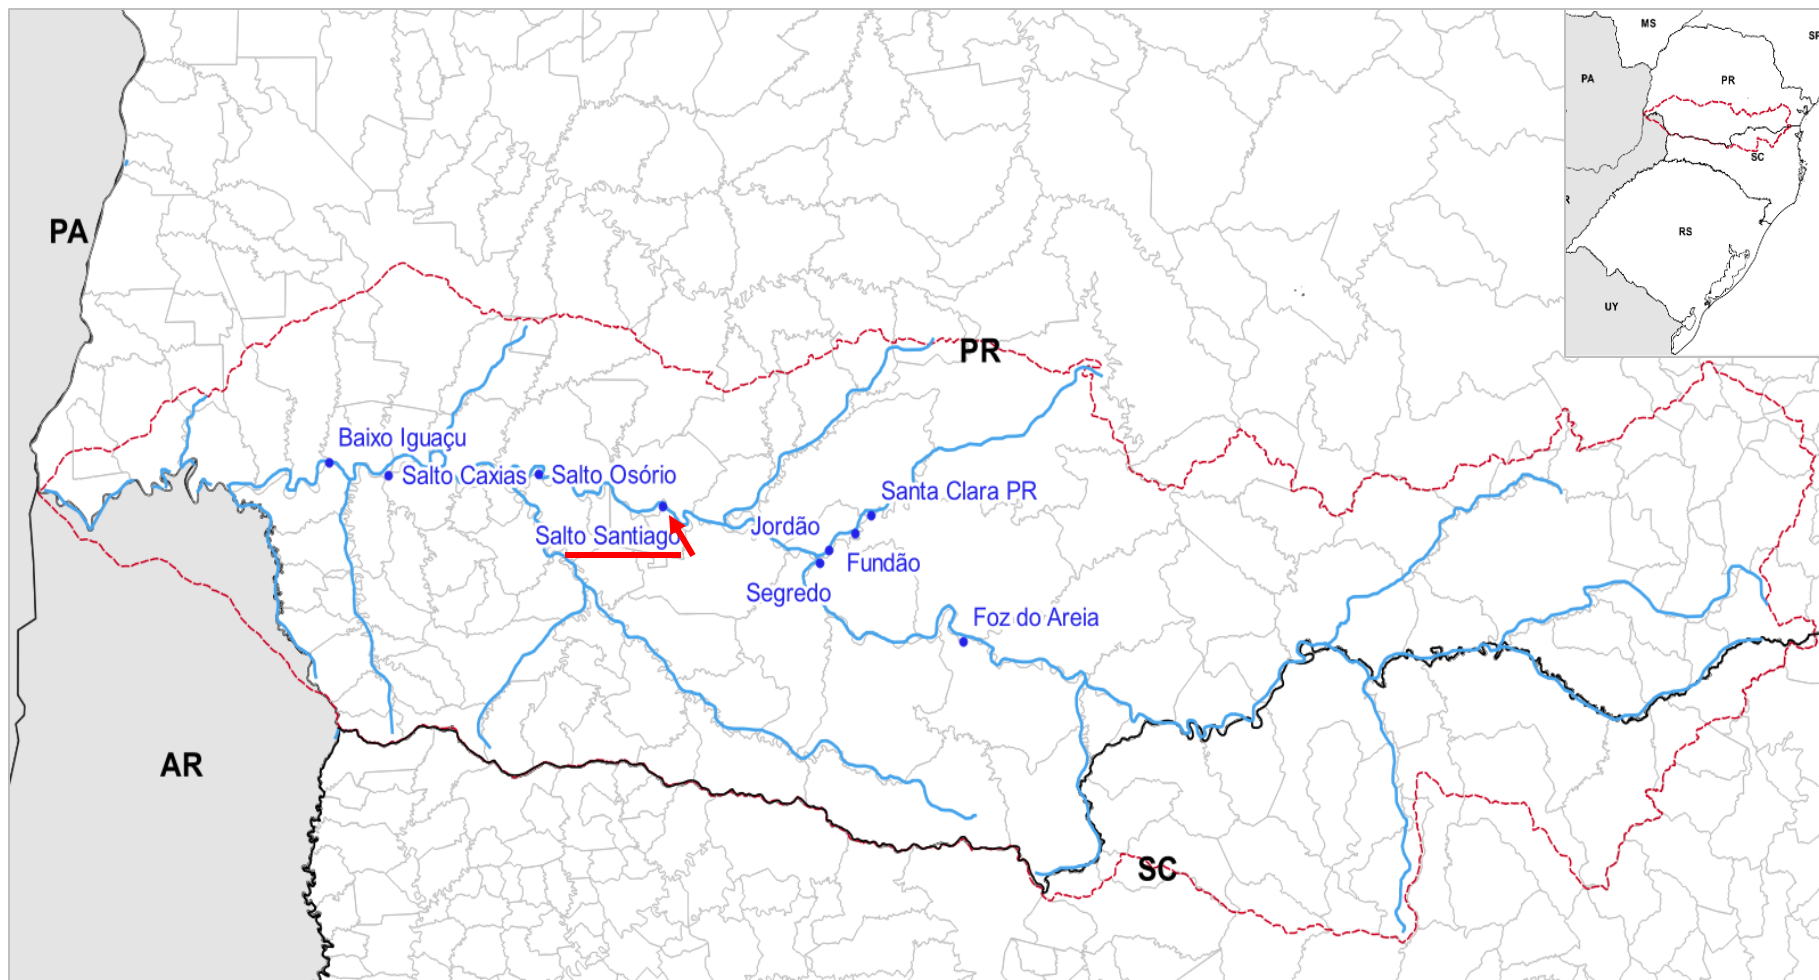 MS
SP
PA
PR
SC
R
RS
UY
PA
PR
Baixo Iguaçu
Salto Caxias
Salto Osório
Santa Clara PR
Jordão
Salto Santiago
Fundão
Segredo
Foz do Areia
AR
SC